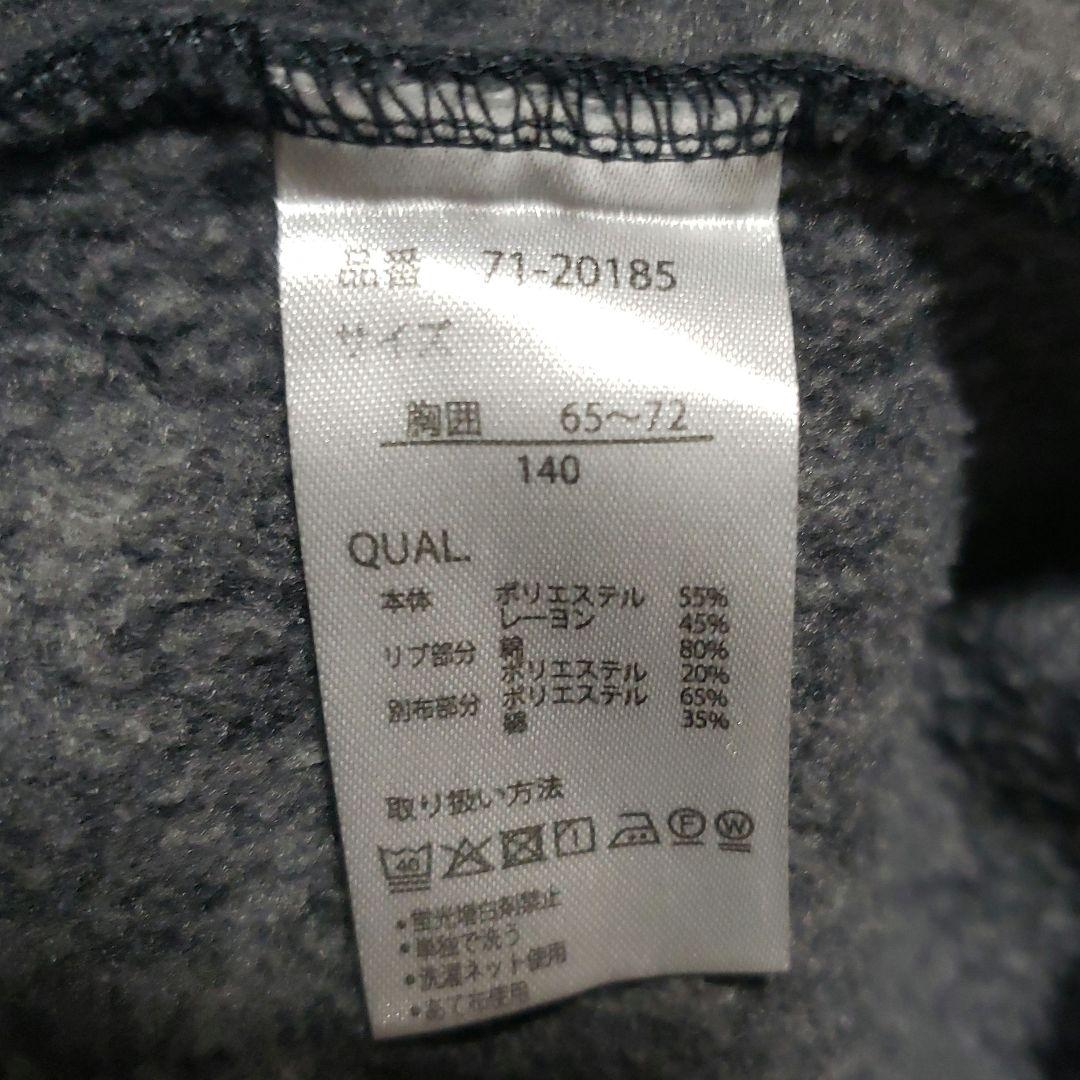 品番 71-20185
サイズ
胸囲 65～72
140
QUAL.
本体 ポリエステル 55%
レーヨン 45%
リブ部分 綿 80%
ポリエステル 20%
別布部分 ポリエステル 65%
綿 35%
取り扱い方法
40 F W
・蛍光増白剤禁止
・単独で洗う
・洗濯ネット使用
・あて布使用